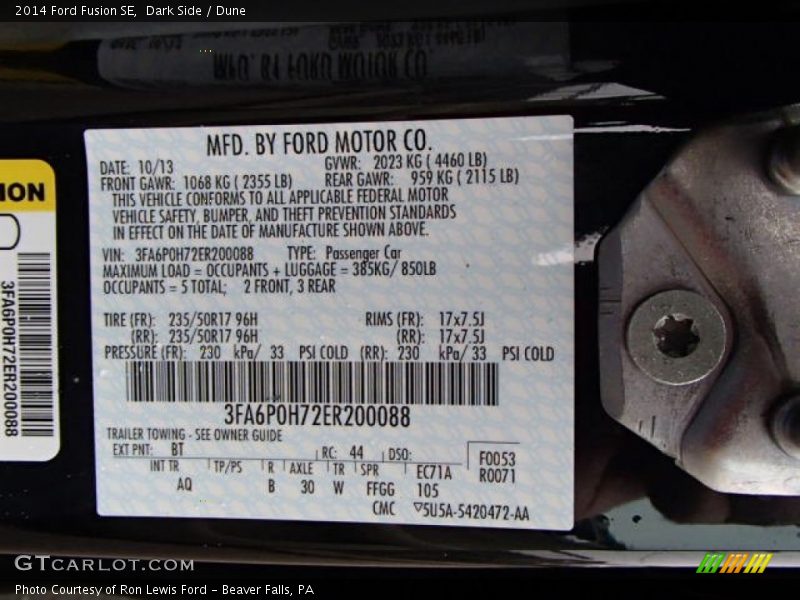 2014 Ford Fusion SE, Dark Side / Dune
MFD. BY FORD MOTOR CO.
MFD. BY FORD MOTOR CO.
DATE: 10/13 GVWR: 2023 KG ( 4460 LB)
FRONT GAWR: 1068 KG ( 2355 LB) REAR GAWR: 959 KG ( 2115 LB)
THIS VEHICLE CONFORMS TO ALL APPLICABLE FEDERAL MOTOR
VEHICLE SAFETY, BUMPER, AND THEFT PREVENTION STANDARDS
IN EFFECT ON THE DATE OF MANUFACTURE SHOWN ABOVE.
VIN: 3FA6P0H72ER200088 TYPE: Passenger Car
MAXIMUM LOAD = OCCUPANTS + LUGGAGE = 385KG/ 850LB
OCCUPANTS = 5 TOTAL; 2 FRONT, 3 REAR
TIRE (FR): 235/50R17 96H RIMS (FR): 17x7.5J
(RR): 235/50R17 96H (RR): 17x7.5J
PRESSURE (FR): 230 kPa/ 33 PSI COLD (RR): 230 kPa/ 33 PSI COLD
3FA6P0H72ER200088
TRAILER TOWING - SEE OWNER GUIDE
EXT PNT: BT RC: 44 DSO: F0053
INT TR TP/PS R AXLE TR SPR EC71A R0071
AQ B 30 W FFGG 105
CMC ▽5U5A-5420472-AA
ION
3FA6P0H72ER200088
GTCARLOT.COM
Photo Courtesy of Ron Lewis Ford – Beaver Falls, PA